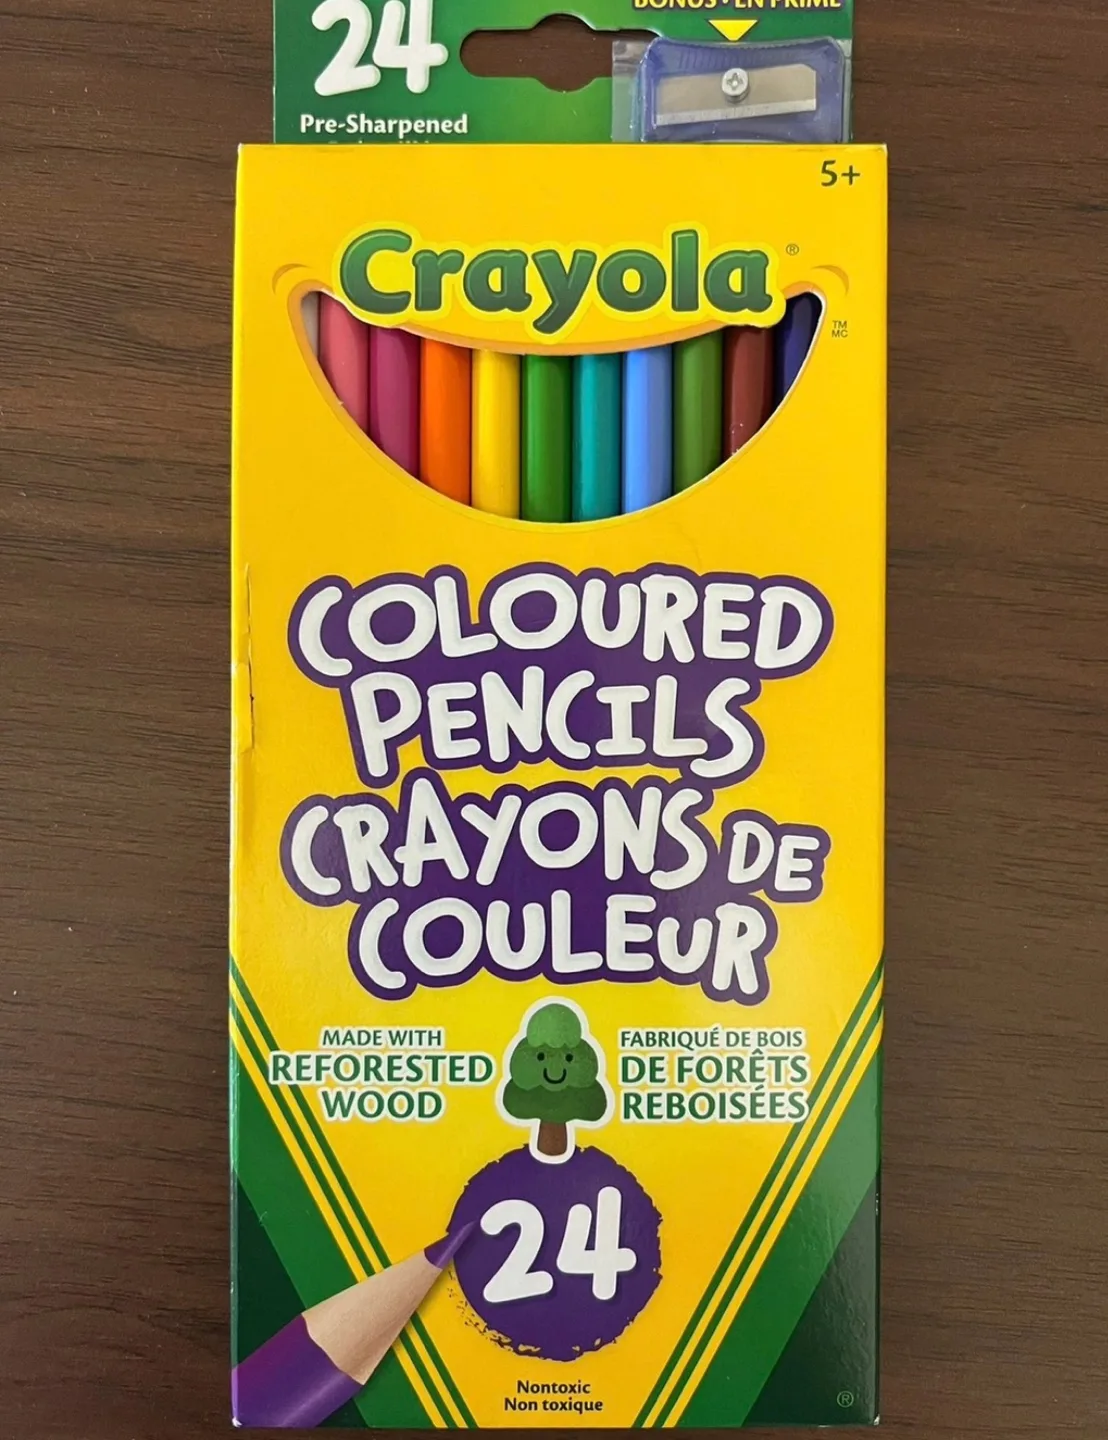 BONUS • EN PRIME
24
Pre-Sharpened
5+
Crayola ®
TM
MC
COLOURED
PENCILS
CRAYONS DE
COULEUR
MADE WITH
REFORESTED
WOOD
FABRIQUÉ DE BOIS
DE FORÊTS
REBOISÉES
24
Nontoxic
Non toxique
®